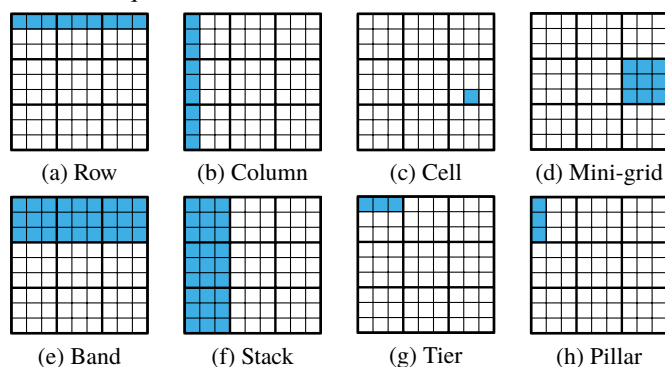 (a) Row (b) Column (c) Cell (d) Mini-grid
(e) Band (f) Stack (g) Tier (h) Pillar